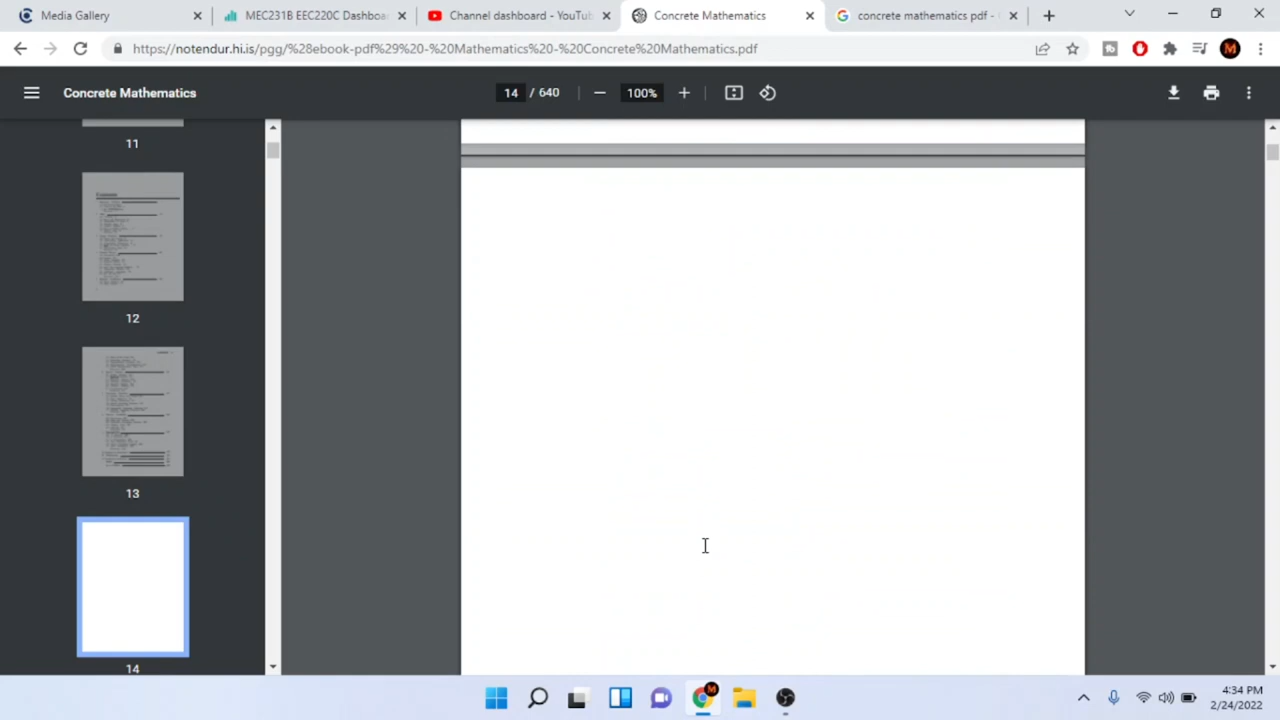 Media Gallery
MEC231B EEC220C Dashboa
Channel dashboard - YouTu
Concrete Mathematics
concrete mathematics pdf -
https://notendur.hi.is/pgg/%28ebook-pdf%29%20-%20Mathematics%20-%20Concrete%20Mathematics.pdf
M
Concrete Mathematics
14 / 640
100%
11
12
13
14
M
4:34 PM
2/24/2022